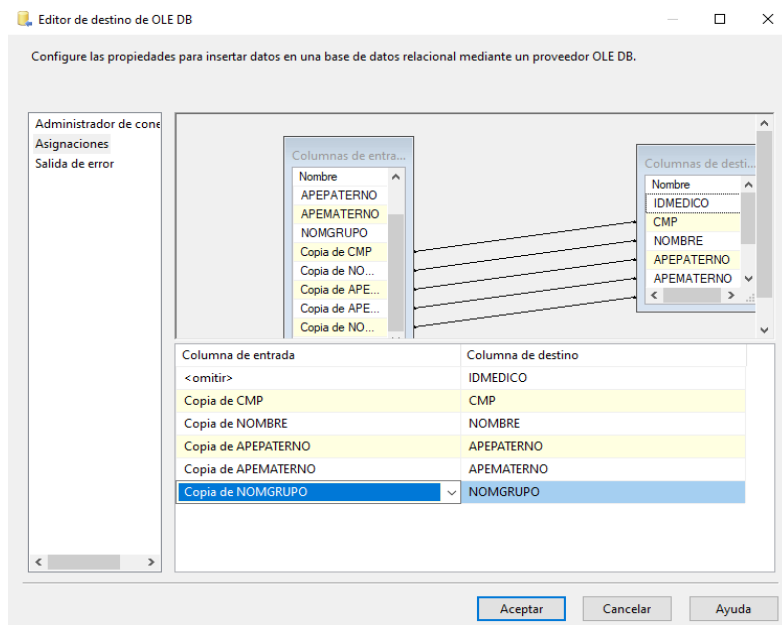 Editor de destino de OLE DB
Configure las propiedades para insertar datos en una base de datos relacional mediante un proveedor OLE DB.
Administrador de cone
Asignaciones
Salida de error
Columnas de entra...
Nombre
APEPATERNO
APEMATERNO
NOMGRUPO
Copia de CMP
Copia de NO...
Copia de APE...
Copia de APE...
Copia de NO...
Columnas de desti...
Nombre
IDMEDICO
CMP
NOMBRE
APEPATERNO
APEMATERNO
Columna de entrada Columna de destino
<omitir> IDMEDICO
Copia de CMP CMP
Copia de NOMBRE NOMBRE
Copia de APEPATERNO APEPATERNO
Copia de APEMATERNO APEMATERNO
Copia de NOMGRUPO NOMGRUPO
Aceptar Cancelar Ayuda